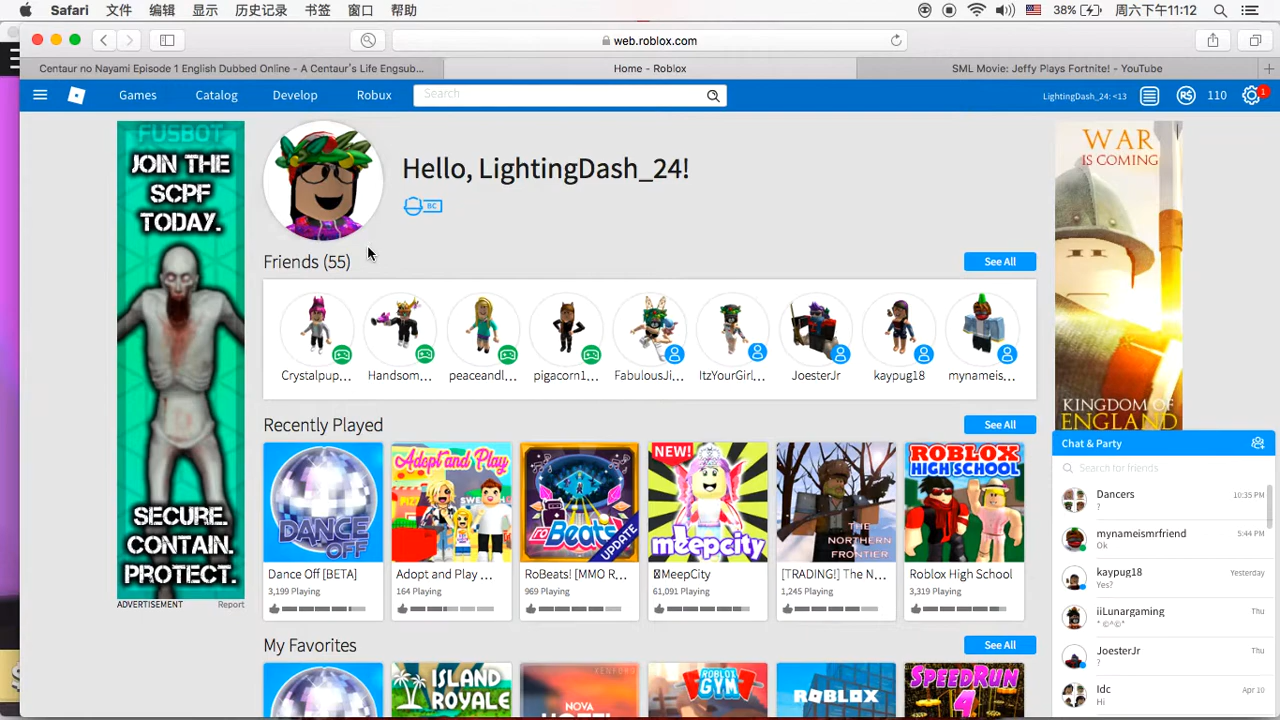 Safari 文件 编辑 显示 历史记录 书签 窗口 帮助 38% 周六下午11:12
web.roblox.com
Centaur no Nayami Episode 1 English Dubbed Online - A Centaur's Life Engsub... Home - Roblox SML Movie: Jeffy Plays Fortnite! - YouTube
Games Catalog Develop Robux Search LightingDash_24: <13 R$ 110 1
FUSBOT
JOIN THE
SCPF
TODAY.
SECURE.
CONTAIN.
PROTECT.
ADVERTISEMENT Report
Hello, LightingDash_24!
BC
Friends (55) See All
Crystalpup... Handsom... peaceandl... pigacorn1... FabulousJi... ItzYourGirl... JoesterJr kaypug18 mynameis...
Recently Played See All
DANCE
OFF
Adopt and Play
PIZZ
roBeats!
UPDATE
NEW!
meepcity
THE
NORTHERN
FRONTIER
ROBLOX
HIGH SCHOOL
Dance Off [BETA] Adopt and Play ... RoBeats! [MMO R... MeepCity [TRADING!] The N... Roblox High School
3,199 Playing 164 Playing 969 Playing 61,091 Playing 1,245 Playing 3,319 Playing
My Favorites See All
ISLAND
ROYALE
NOVA
ROBLOX
GYM
ROBLOX
SPEED RUN
4
WAR
IS COMING
KINGDOM OF
ENGLAND
Chat & Party
Search for friends
Dancers 10:35 PM
?
mynameismrfriend 5:44 PM
Ok
kaypug18 Yesterday
Yes?
iiLunargaming Thu
* ©^©*
JoesterJr Thu
?
Idc Apr 10
Hi